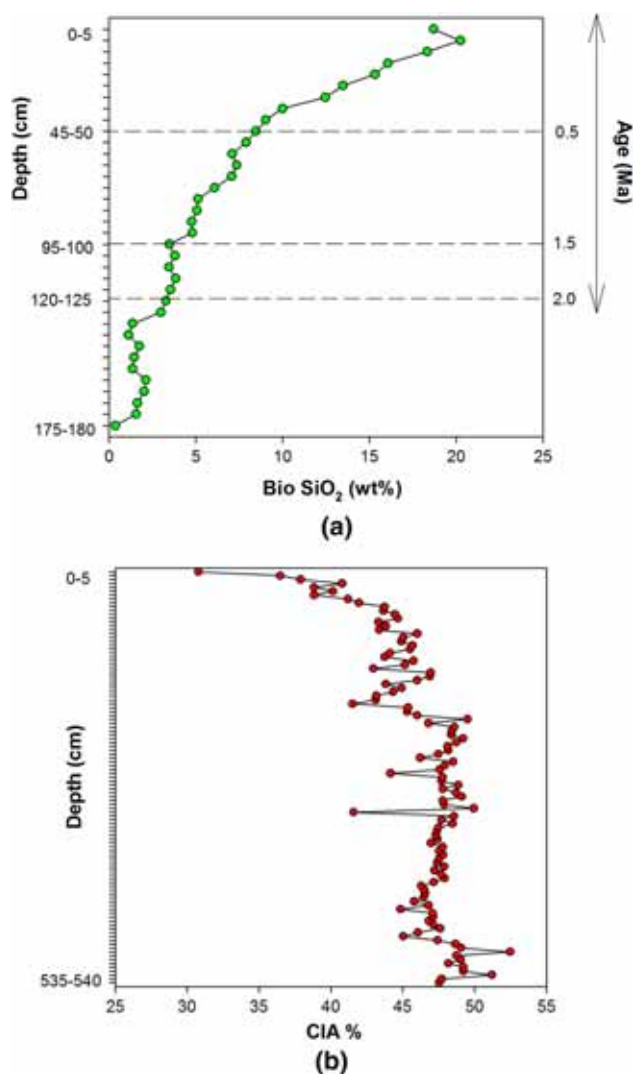 0-5
45-50
95-100
120-125
175-180
Depth (cm)
0.5
1.5
2.0
Age (Ma)
0 5 10 15 20 25
Bio SiO₂ (wt%)
(a)
0-5
535-540
Depth (cm)
25 30 35 40 45 50 55
CIA %
(b)